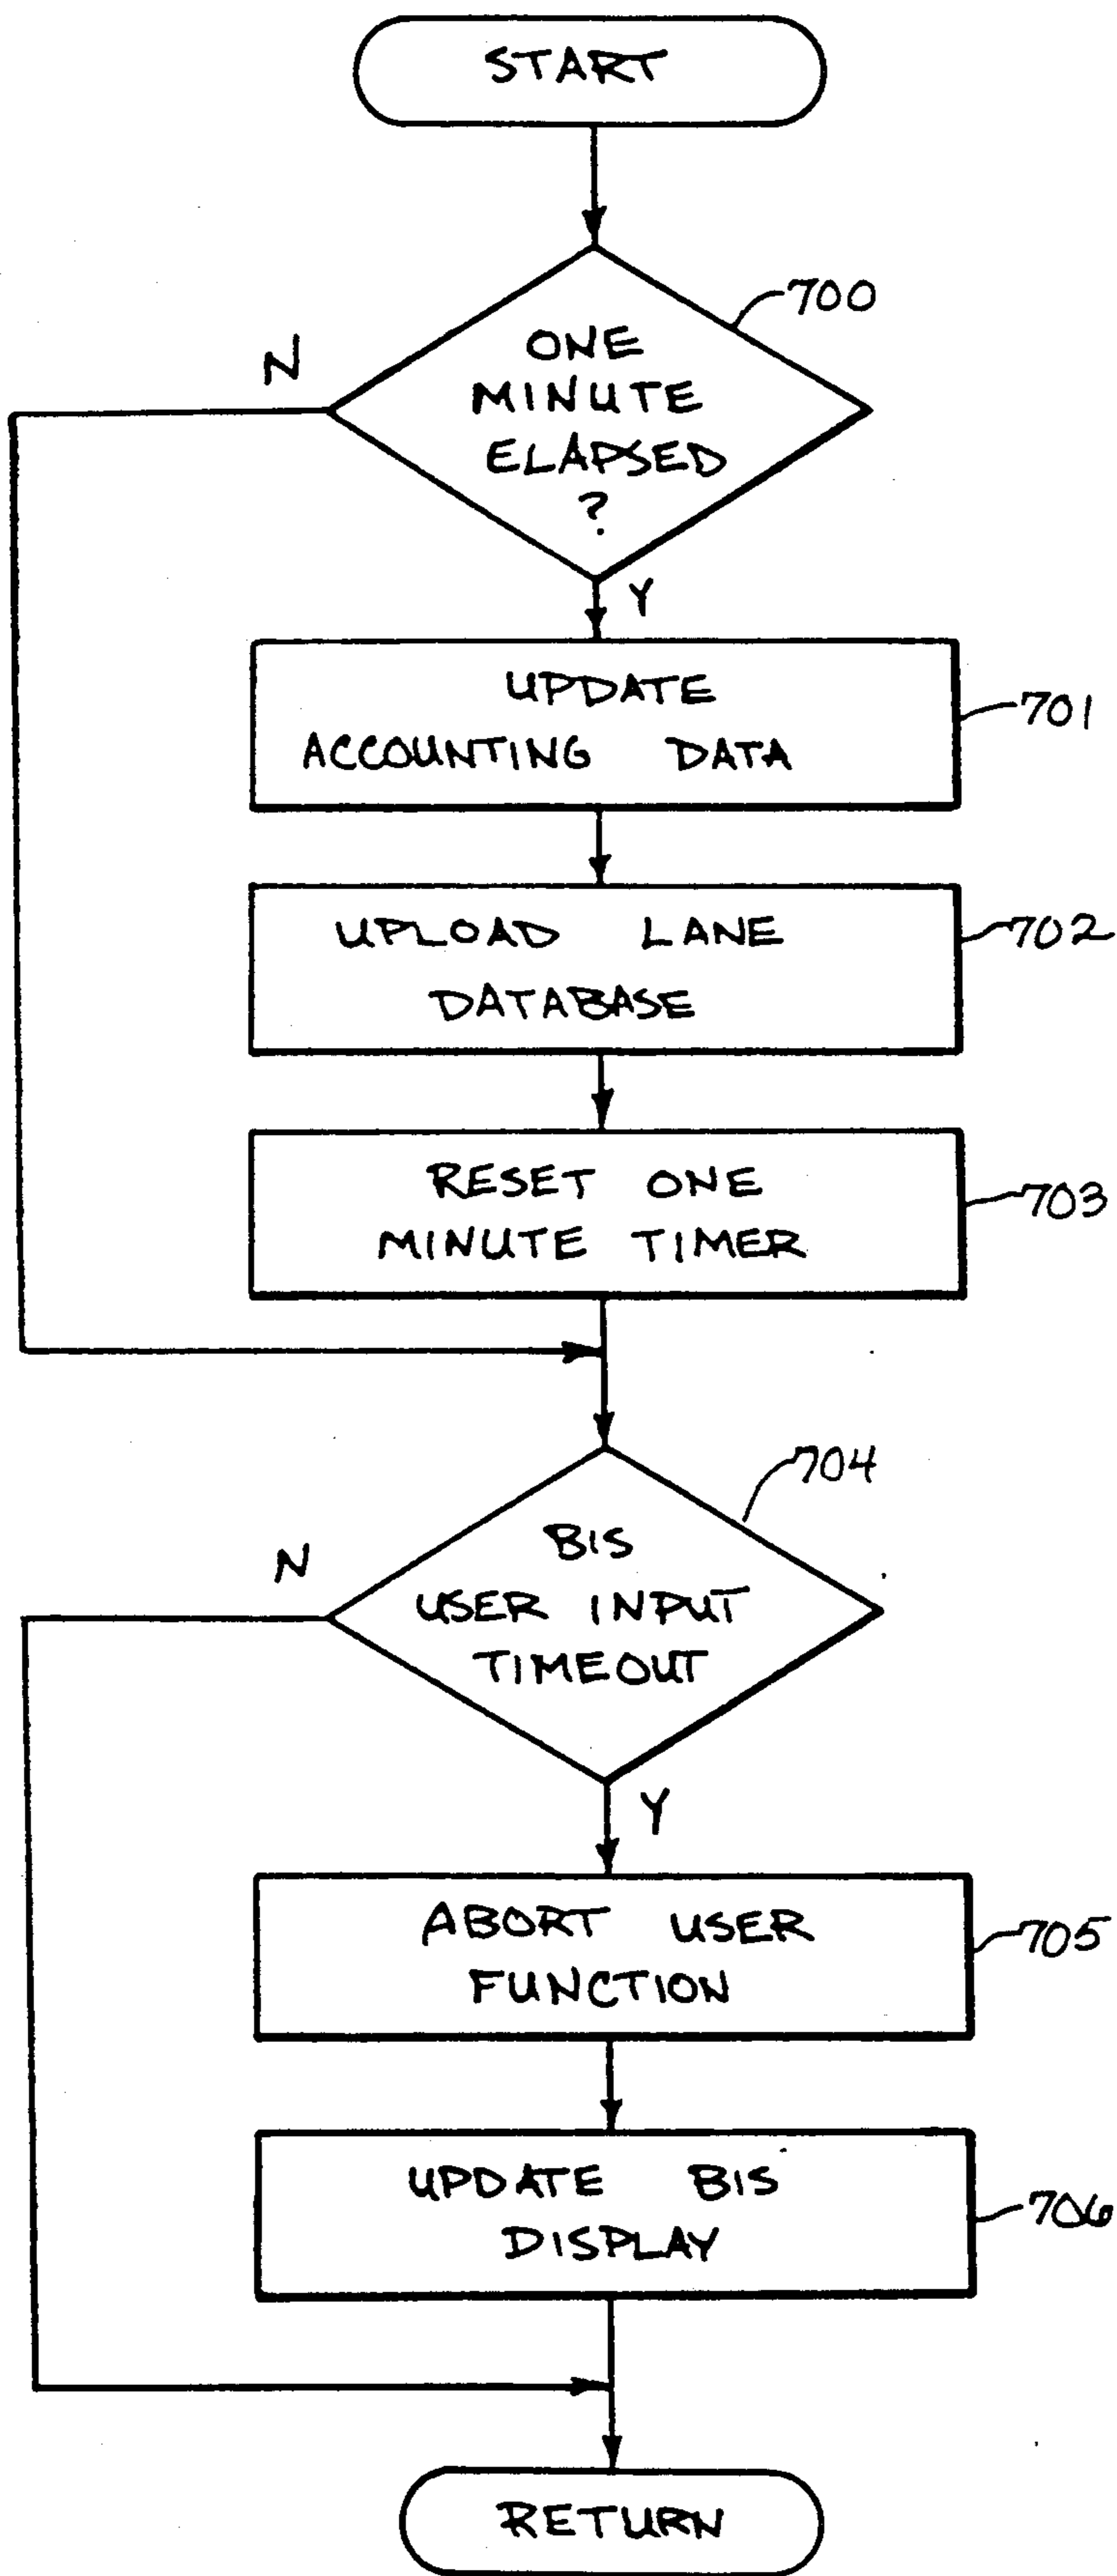 START
700
N
ONE
MINUTE
ELAPSED
?
Y
UPDATE
ACCOUNTING DATA
701
UPLOAD LANE
DATABASE
702
RESET ONE
MINUTE TIMER
703
704
N
BIS
USER INPUT
TIMEOUT
Y
ABORT USER
FUNCTION
705
UPDATE BIS
DISPLAY
706
RETURN